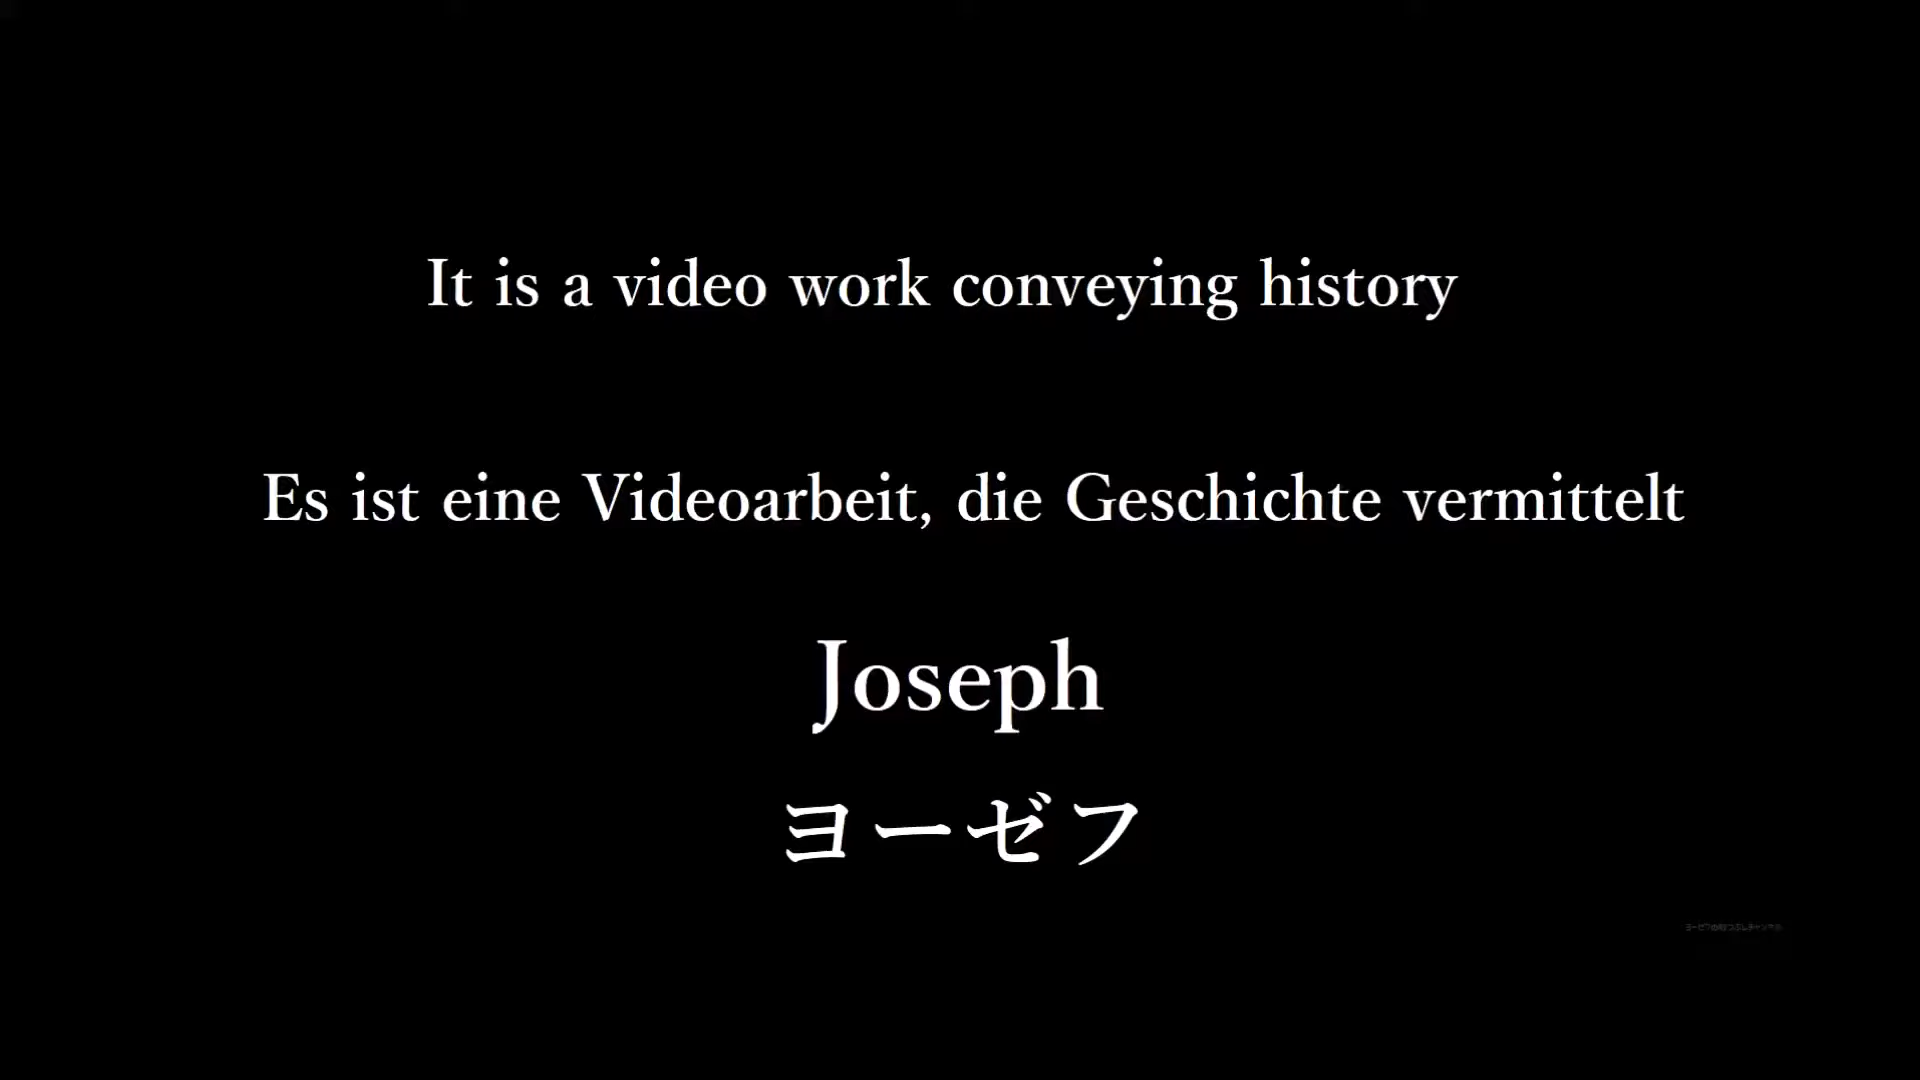 It is a video work conveying history
Es ist eine Videoarbeit, die Geschichte vermittelt
Joseph
ヨーゼフ